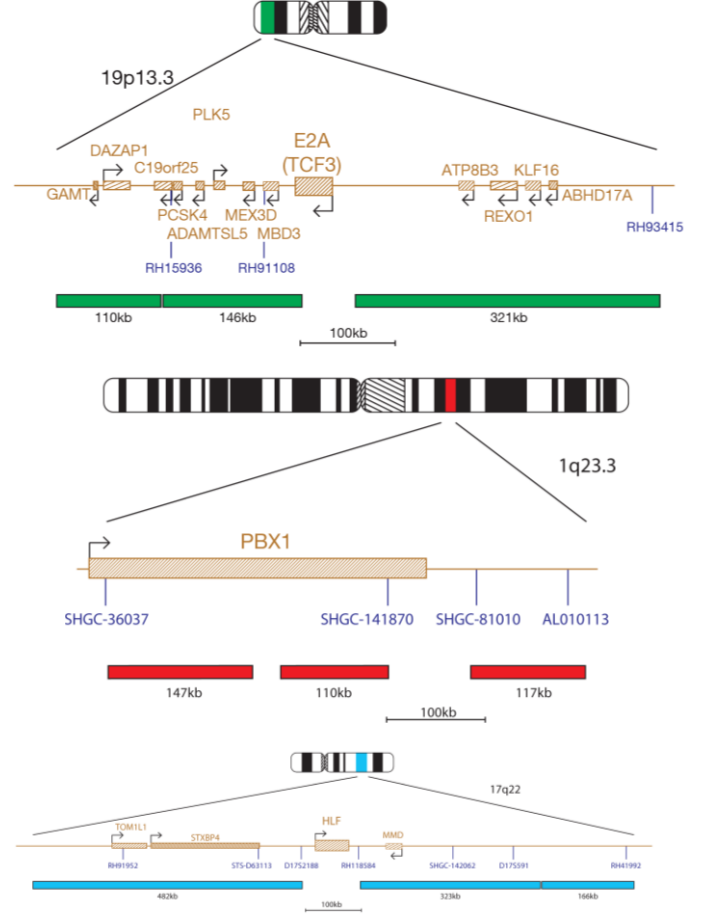 19p13.3
PLK5
E2A
(TCF3)
DAZAP1
C19orf25
ATP8B3 KLF16
GAMT
ABHD17A
PCSK4 MEX3D REXO1
ADAMTSL5 MBD3
RH93415
RH15936 RH91108
110kb 146kb 321kb
100kb
1q23.3
PBX1
SHGC-36037 SHGC-141870 SHGC-81010 AL010113
147kb 110kb 117kb
100kb
17q22
TOM1L1 STXBP4 HLF MMD
RH91952 STS-D63113 D17S2188 RH118584 SHGC-142062 D17S591 RH41992
482kb 323kb 166kb
100kb